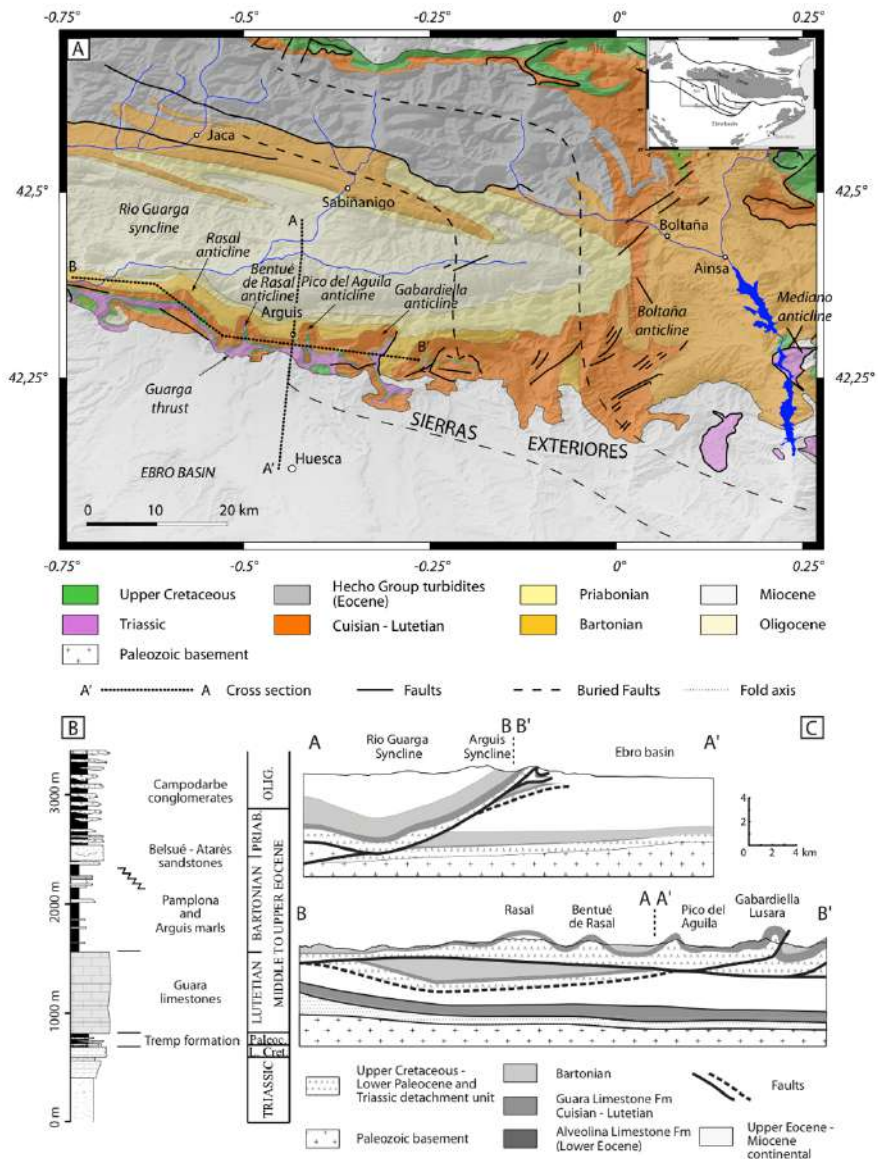 -0.75° -0.5° -0.25° 0° 0.25°
A
Jaca
42,5° 42,5°
Sabiñanigo
Rio Guarga
syncline
A
Boltaña
Rasal
anticline
Ainsa
B
Bentué
de Rasal
anticline
Pico del Aguila
anticline
Gabardiella
anticline
Mediano
anticline
Arguis
Boltaña
anticline
B'
42,25° 42,25°
Guarga
thrust
SIERRAS
EXTERIORES
A'
Huesca
EBRO BASIN
0 10 20 km
-0.75° -0.5° -0.25° 0° 0.25°
Upper Cretaceous
Hecho Group turbidites
(Eocene)
Priabonian
Miocene
Triassic
Cuisian - Lutetian
Bartonian
Oligocene
Paleozoic basement
A' A Cross section
Faults
Buried Faults
Fold axis
B
3000 m
2000 m
1000 m
0 m
Campodarbe
conglomerates
Belsué - Atarès
sandstones
Pamplona
and
Arguis marls
Guara
limestones
Tremp formation
OLIG.
PRIAB.
BARTONIAN
LUTETIAN
MIDDLE TO UPPER EOCENE
Paleoc.
L. Cret.
TRIASSIC
C
A
Rio Guarga
Syncline
Arguis
Syncline
B B'
Ebro basin
A'
4
2
0 2 4 km
B
Rasal
Bentué
de Rasal
A A'
Pico del
Aguila
Gabardiella
Lusara
B'
Upper Cretaceous -
Lower Paleocene and
Triassic detachment unit
Bartonian
Guara Limestone Fm
Cuisian - Lutetian
Faults
Paleozoic basement
Alveolina Limestone Fm
(Lower Eocene)
Upper Eocene -
Miocene
continental